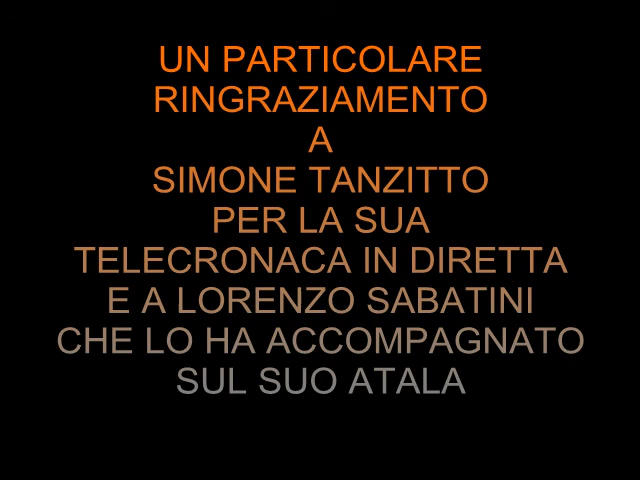 UN PARTICOLARE
RINGRAZIAMENTO
A
SIMONE TANZITTO
PER LA SUA
TELECRONACA IN DIRETTA
E A LORENZO SABATINI
CHE LO HA ACCOMPAGNATO
SUL SUO ATALA